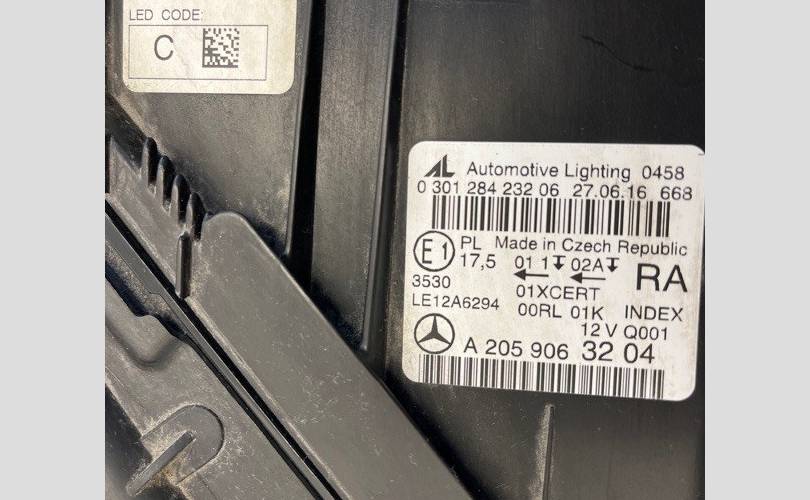 LED CODE:
C
AL Automotive Lighting 0458
0 301 284 232 06 27.06.16 668
E1 PL Made in Czech Republic
17,5 01 1 02A RA
3530 01XCERT
LE12A6294 00RL 01K INDEX
12 V Q001
A 205 906 32 04